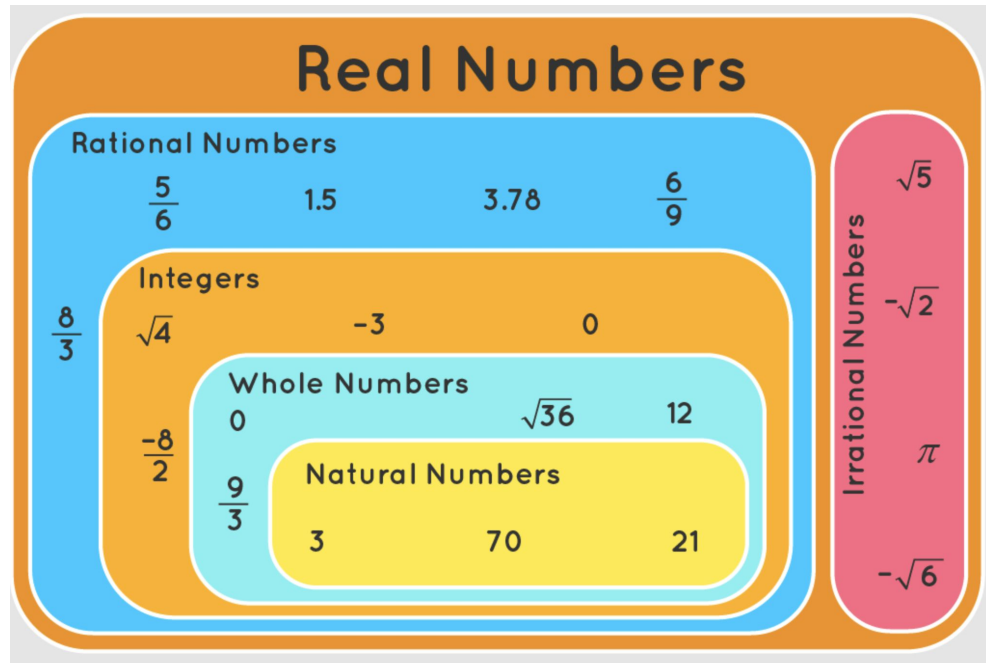 Real Numbers
Rational Numbers
5/6 1.5 3.78 6/9
8/3
Integers
√4 -3 0
-8/2
Whole Numbers
0 √36 12
9/3
Natural Numbers
3 70 21
Irrational Numbers
√5
-√2
π
-√6